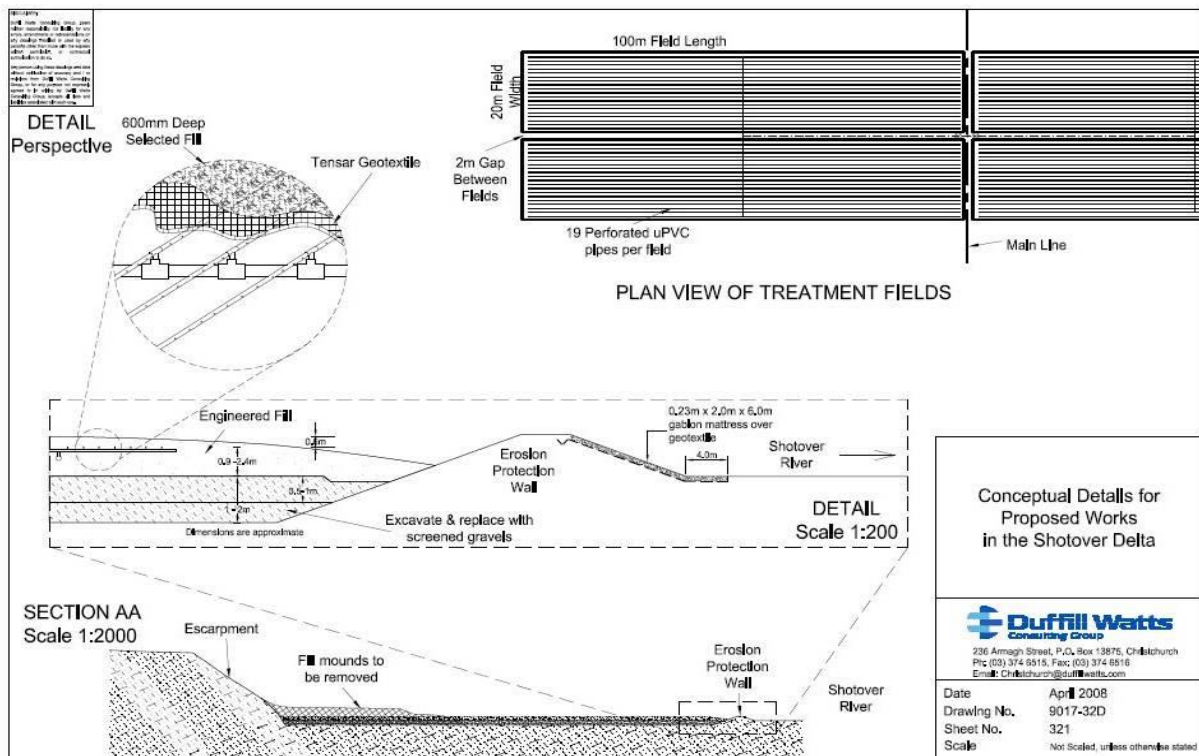 DETAIL
Perspective
600mm Deep
Selected Fill
Tensar Geotextile
100m Field Length
20m Field
Width
2m Gap
Between
Fields
19 Perforated uPVC
pipes per field
Main Line
PLAN VIEW OF TREATMENT FIELDS
Engineered Fill
0.9 -2.4m
0.5-1m
Dimensions are approximate
Excavate & replace with
screened gravels
Erosion
Protection
Wall
0.23m x 2.0m x 6.0m
gabion mattress over
geotextile
4.0m
Shotover
River
DETAIL
Scale 1:200
SECTION AA
Scale 1:2000
Escarpment
Fill mounds to
be removed
Erosion
Protection
Wall
Shotover
River
Conceptual Details for
Proposed Works
in the Shotover Delta
Duffill Watts
Consulting Group
236 Armagh Street, P.O. Box 13875, Christchurch
Ph: (03) 374 6515, Fax: (03) 374 6516
Email: Christchurch@duffillwatts.com
Date April 2008
Drawing No. 9017-32D
Sheet No. 321
Scale Not Scaled, unless otherwise stated